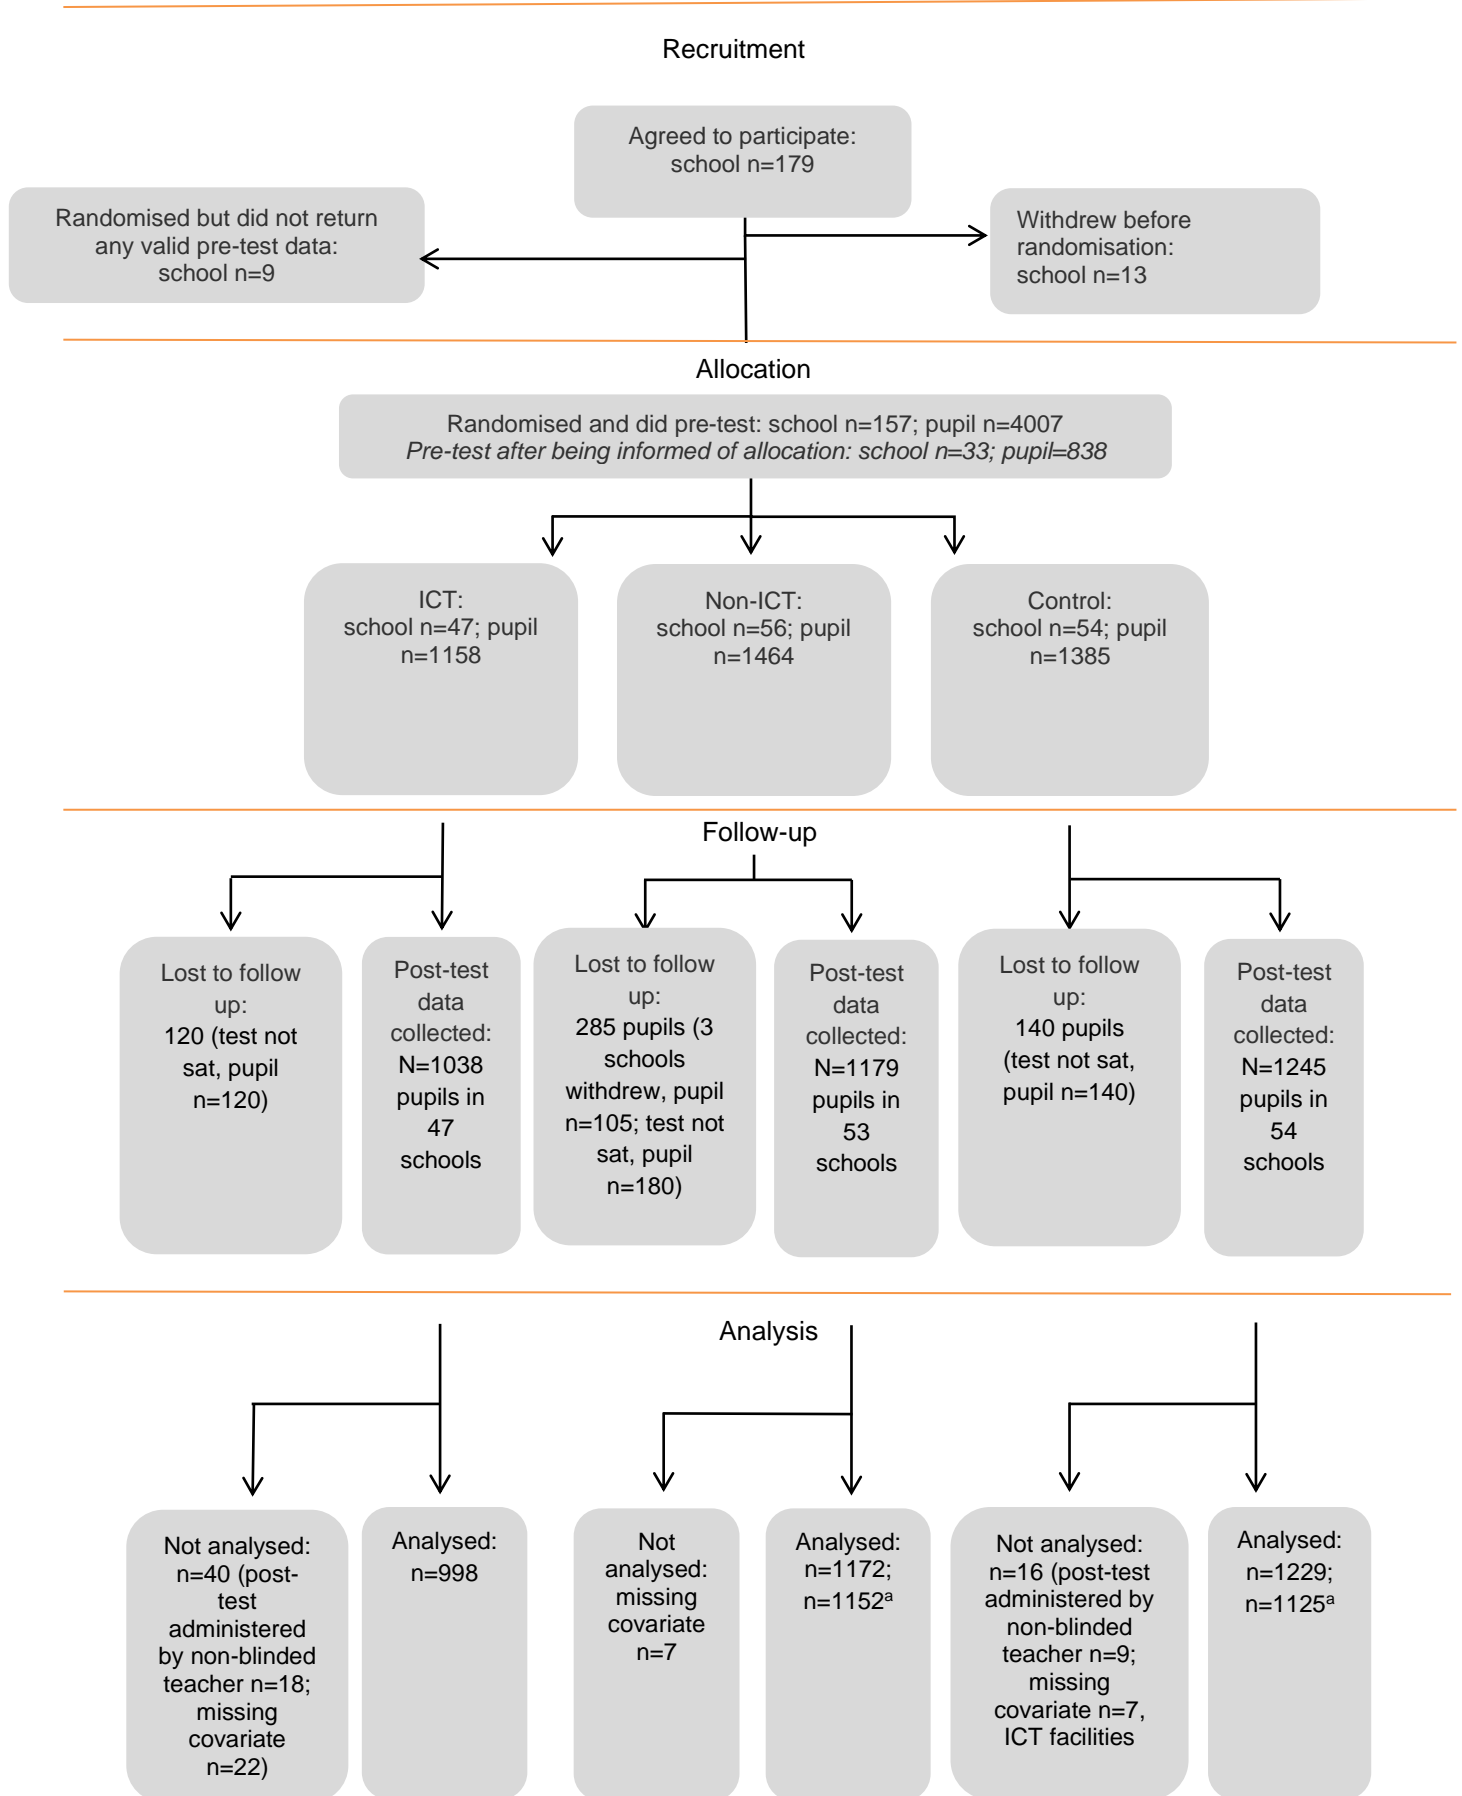 Recruitment
Agreed to participate:
school n=179
Randomised but did not return
any valid pre-test data:
school n=9
Withdrew before
randomisation:
school n=13
Allocation
Randomised and did pre-test: school n=157; pupil n=4007
Pre-test after being informed of allocation: school n=33; pupil=838
ICT:
school n=47; pupil
n=1158
Non-ICT:
school n=56; pupil
n=1464
Control:
school n=54; pupil
n=1385
Follow-up
Lost to follow
up:
120 (test not
sat, pupil
n=120)
Post-test
data
collected:
N=1038
pupils in
47
schools
Lost to follow
up:
285 pupils (3
schools
withdrew, pupil
n=105; test not
sat, pupil
n=180)
Post-test
data
collected:
N=1179
pupils in
53
schools
Lost to follow
up:
140 pupils
(test not sat,
pupil n=140)
Post-test
data
collected:
N=1245
pupils in
54
schools
Analysis
Not analysed:
n=40 (post-
test
administered
by non-blinded
teacher n=18;
missing
covariate
n=22)
Analysed:
n=998
Not
analysed:
missing
covariate
n=7
Analysed:
n=1172;
n=1152ᵃ
Not analysed:
n=16 (post-test
administered by
non-blinded
teacher n=9;
missing
covariate n=7,
ICT facilities
Analysed:
n=1229;
n=1125ᵃ